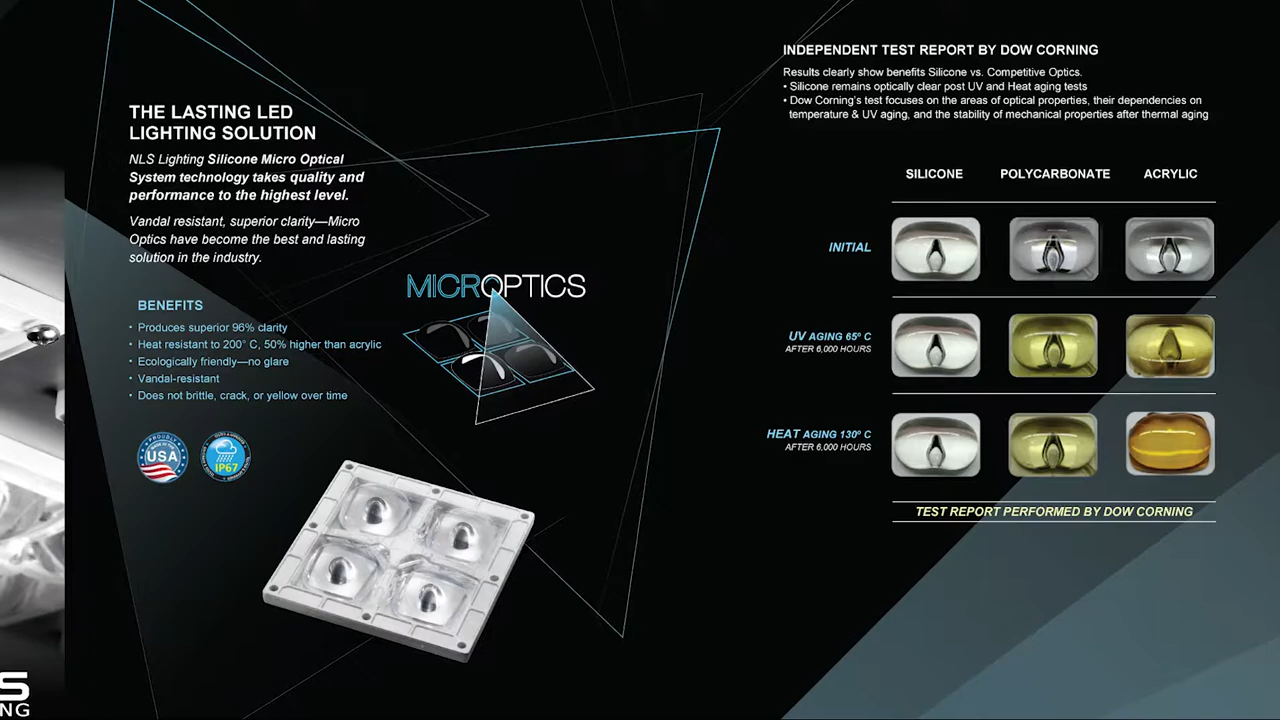 THE LASTING LED
LIGHTING SOLUTION
NLS Lighting Silicone Micro Optical
System technology takes quality and
performance to the highest level.
Vandal resistant, superior clarity—Micro
Optics have become the best and lasting
solution in the industry.
BENEFITS
• Produces superior 96% clarity
• Heat resistant to 200° C, 50% higher than acrylic
• Ecologically friendly—no glare
• Vandal-resistant
• Does not brittle, crack, or yellow over time
PROUDLY
MADE IN THE
USA
IP67
MICROPTICS
S
NG
INDEPENDENT TEST REPORT BY DOW CORNING
Results clearly show benefits Silicone vs. Competitive Optics.
• Silicone remains optically clear post UV and Heat aging tests
• Dow Corning's test focuses on the areas of optical properties, their dependencies on
temperature & UV aging, and the stability of mechanical properties after thermal aging
SILICONE POLYCARBONATE ACRYLIC
INITIAL
UV AGING 65º C
AFTER 6,000 HOURS
HEAT AGING 130º C
AFTER 6,000 HOURS
TEST REPORT PERFORMED BY DOW CORNING